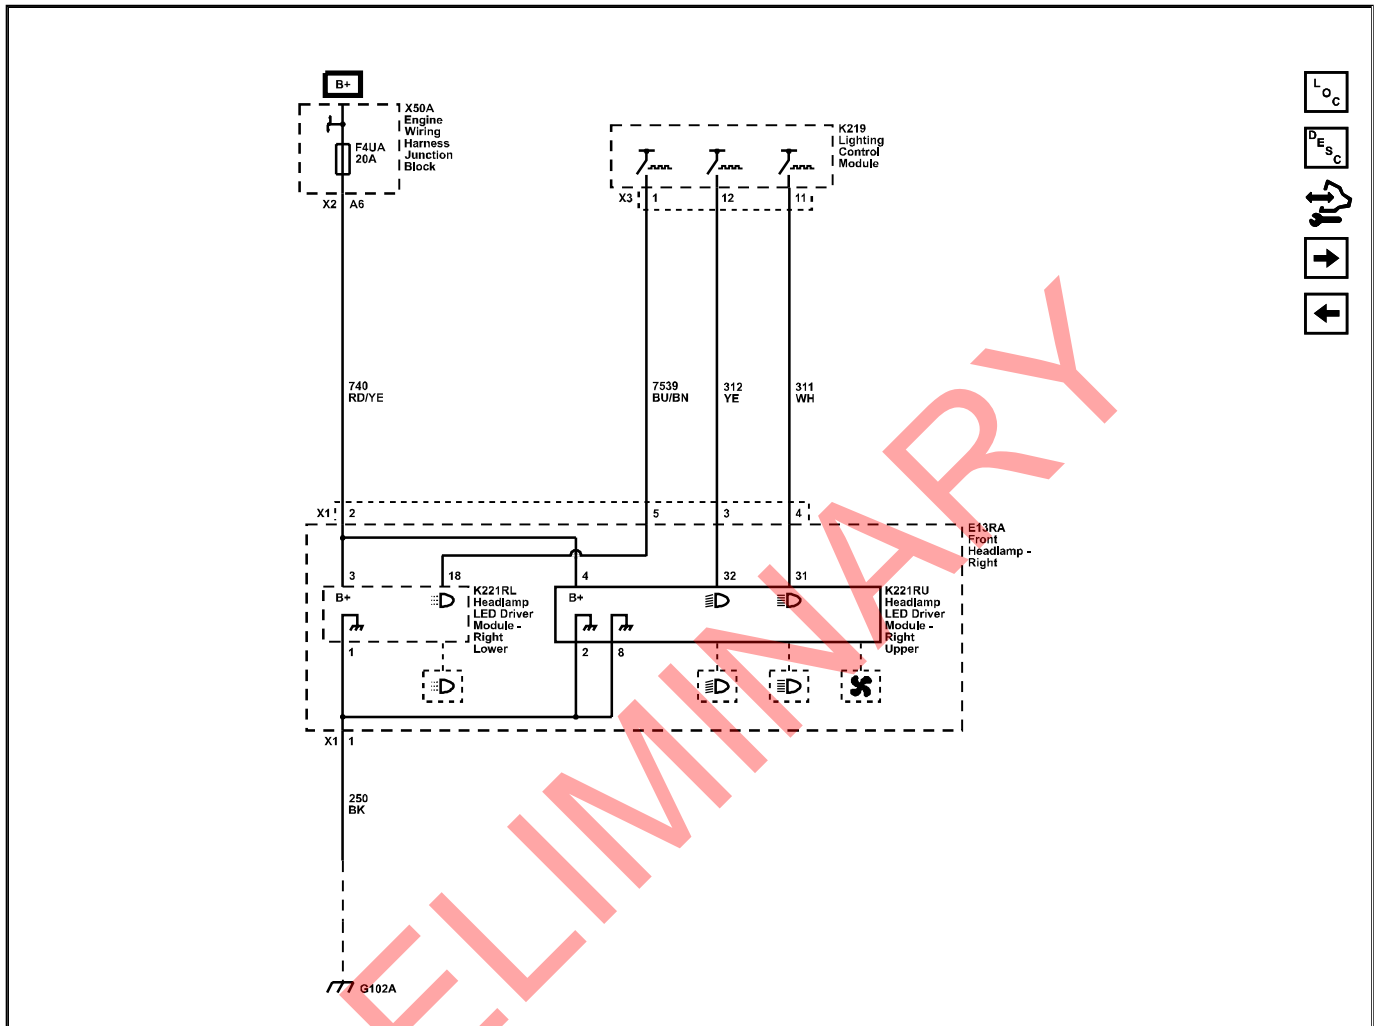 B+
X50A
Engine
Wiring
Harness
Junction
Block
F4UA
20A
X2 A6
K219
Lighting
Control
Module
X3 1 12 11
LOC
DESC
740
RD/YE
7539
BU/BN
312
YE
311
WH
X1 2 5 3 4
E13RA
Front
Headlamp -
Right
3 18 4 32 31
B+
K221RL
Headlamp
LED Driver
Module -
Right
Lower
B+
K221RU
Headlamp
LED Driver
Module -
Right
Upper
1 2 8
X1 1
250
BK
G102A
ELIMINARY